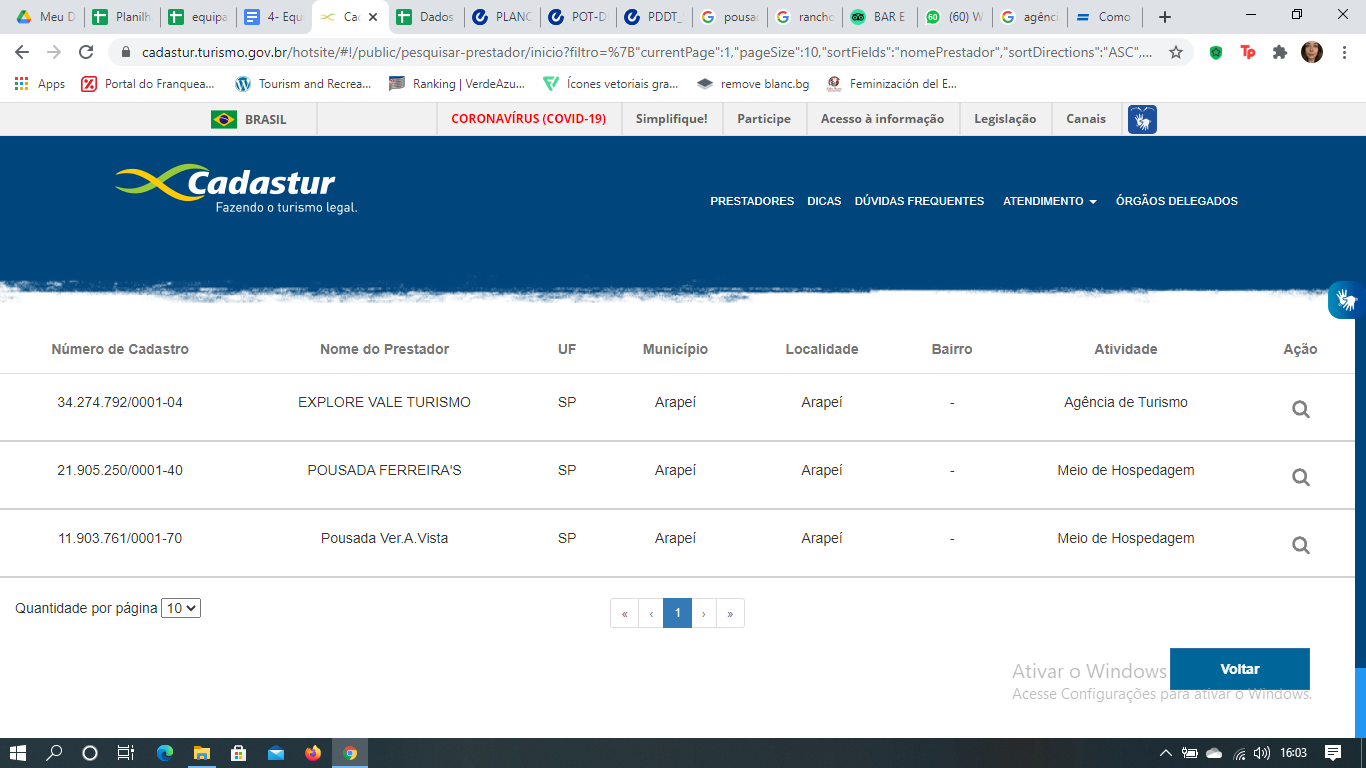 Meu D
Planilh
equipa
4- Equi
Cad
Dados
PLANC
POT-D
PDDT_
pousad
rancho
BAR E
(60) W
agênci
Como
cadastur.turismo.gov.br/hotsite/#!/public/pesquisar-prestador/inicio?filtro=%7B"currentPage":1,"pageSize":10,"sortFields":"nomePrestador","sortDirections":"ASC",...
Apps
Portal do Franquea...
Tourism and Recrea...
Ranking | VerdeAzu...
Ícones vetoriais gra...
remove blanc.bg
Feminización del E...
BRASIL
CORONAVÍRUS (COVID-19)
Simplifique!
Participe
Acesso à informação
Legislação
Canais
Cadastur
Fazendo o turismo legal.
PRESTADORES
DICAS
DÚVIDAS FREQUENTES
ATENDIMENTO
ÓRGÃOS DELEGADOS
Número de Cadastro Nome do Prestador UF Município Localidade Bairro Atividade Ação
34.274.792/0001-04 EXPLORE VALE TURISMO SP Arapeí Arapeí - Agência de Turismo
21.905.250/0001-40 POUSADA FERREIRA'S SP Arapeí Arapeí - Meio de Hospedagem
11.903.761/0001-70 Pousada Ver.A.Vista SP Arapeí Arapeí - Meio de Hospedagem
Quantidade por página 10
« ‹ 1 › »
Voltar
Ativar o Windows
Acesse Configurações para ativar o Windows.
16:03